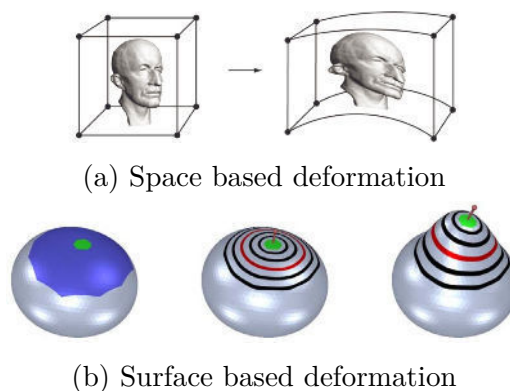 (a) Space based deformation
(b) Surface based deformation